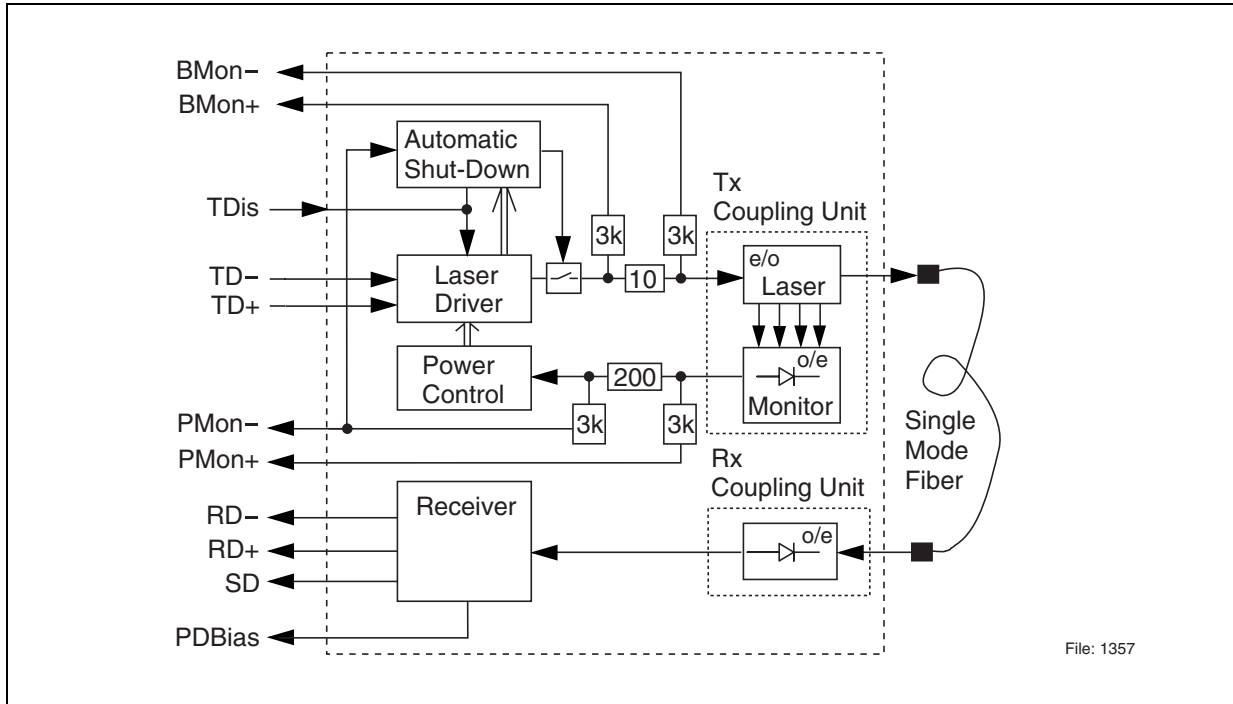 BMon−
BMon+
Automatic
Shut-Down
Tx
Coupling Unit
TDis
3k
3k
e/o
Laser
TD−
TD+
Laser
Driver
10
Power
Control
200
o/e
Monitor
3k
3k
Single
Mode
Fiber
PMon−
PMon+
Rx
Coupling Unit
Receiver
RD−
RD+
SD
o/e
PDBias
File: 1357